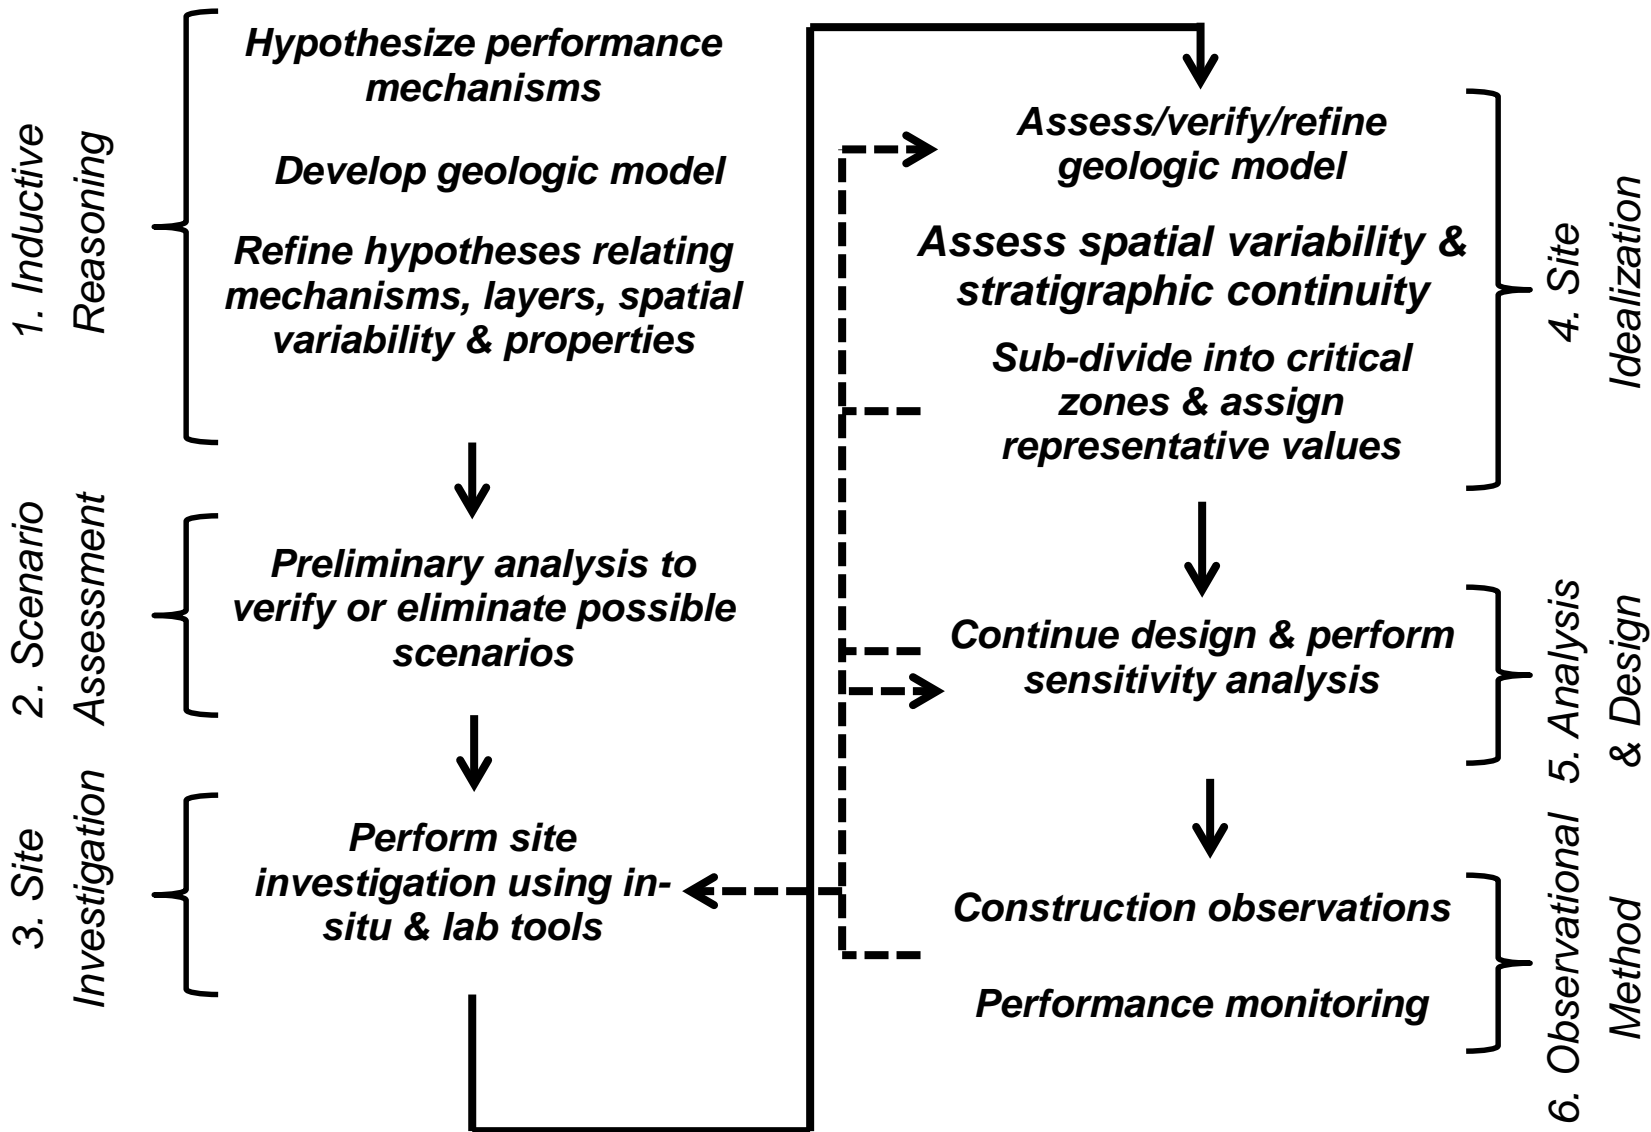 1. Inductive
Reasoning
Hypothesize performance
mechanisms
Develop geologic model
Refine hypotheses relating
mechanisms, layers, spatial
variability & properties
2. Scenario
Assessment
Preliminary analysis to
verify or eliminate possible
scenarios
3. Site
Investigation
Perform site
investigation using in-
situ & lab tools
Assess/verify/refine
geologic model
Assess spatial variability &
stratigraphic continuity
Sub-divide into critical
zones & assign
representative values
4. Site
Idealization
Continue design & perform
sensitivity analysis
5. Analysis
& Design
Construction observations
Performance monitoring
6. Observational
Method